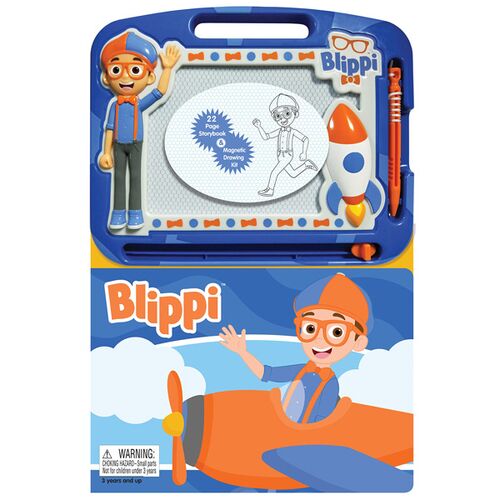 Blippi
22
Page
Storybook
&
Magnetic
Drawing
Kit
Blippi™
WARNING:
CHOKING HAZARD–Small parts
Not for children under 3 years
3 years and up